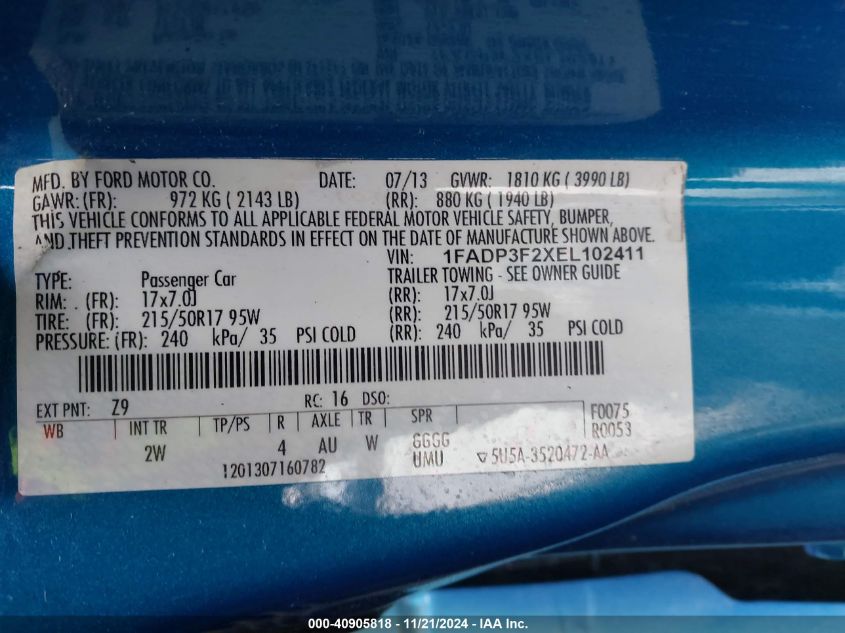 MFD. BY FORD MOTOR CO. DATE: 07/13 GVWR: 1810 KG ( 3990 LB)
GAWR: (FR): 972 KG ( 2143 LB) (RR): 880 KG ( 1940 LB)
THIS VEHICLE CONFORMS TO ALL APPLICABLE FEDERAL MOTOR VEHICLE SAFETY, BUMPER,
AND THEFT PREVENTION STANDARDS IN EFFECT ON THE DATE OF MANUFACTURE SHOWN ABOVE.
VIN: 1FADP3F2XEL102411
TYPE: Passenger Car TRAILER TOWING - SEE OWNER GUIDE
RIM: (FR): 17x7.0J (RR): 17x7.0J
TIRE: (FR): 215/50R17 95W (RR): 215/50R17 95W
PRESSURE: (FR): 240 kPa/ 35 PSI COLD (RR): 240 kPa/ 35 PSI COLD
EXT PNT: Z9 RC: 16 DSO: F0075
WB INT TR TP/PS R AXLE TR SPR R0053
2W 4 AU W GGGG
1201307160782 UMU ▽5U5A-3520472-AA
000-40905818 - 11/21/2024 - IAA Inc.